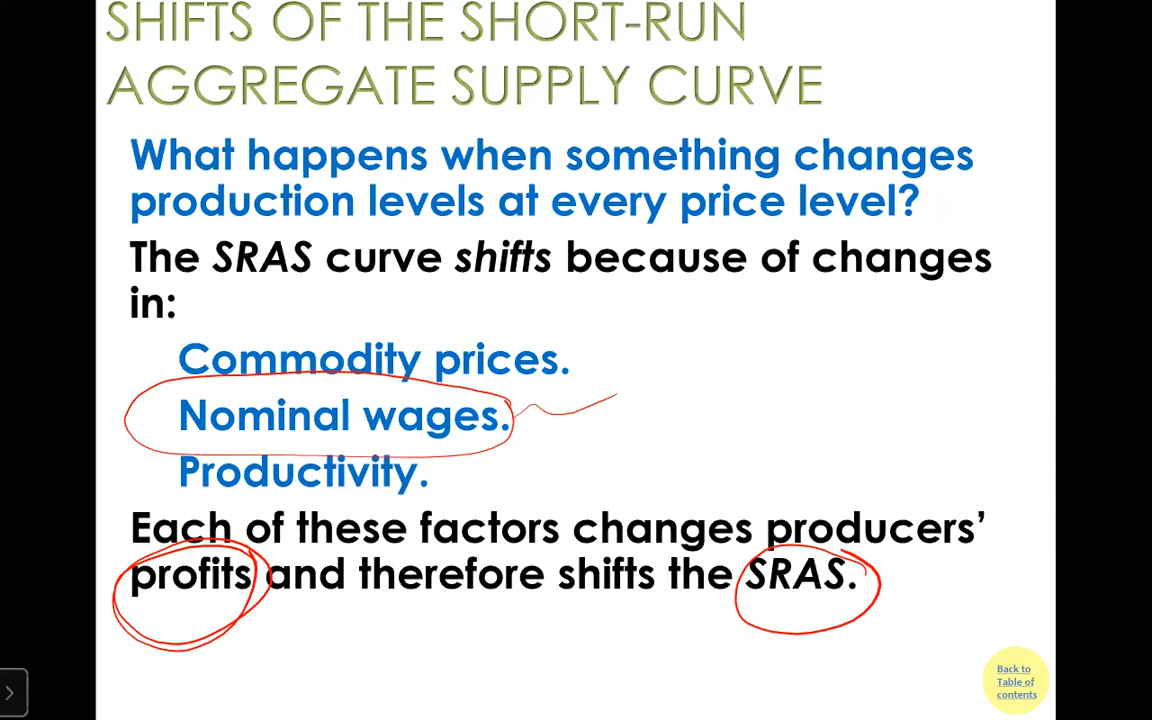 SHIFTS OF THE SHORT-RUN
AGGREGATE SUPPLY CURVE
What happens when something changes
production levels at every price level?
The SRAS curve shifts because of changes
in:
Commodity prices.
Nominal wages.
Productivity.
Each of these factors changes producers’
profits and therefore shifts the SRAS.
Back to
Table of
contents